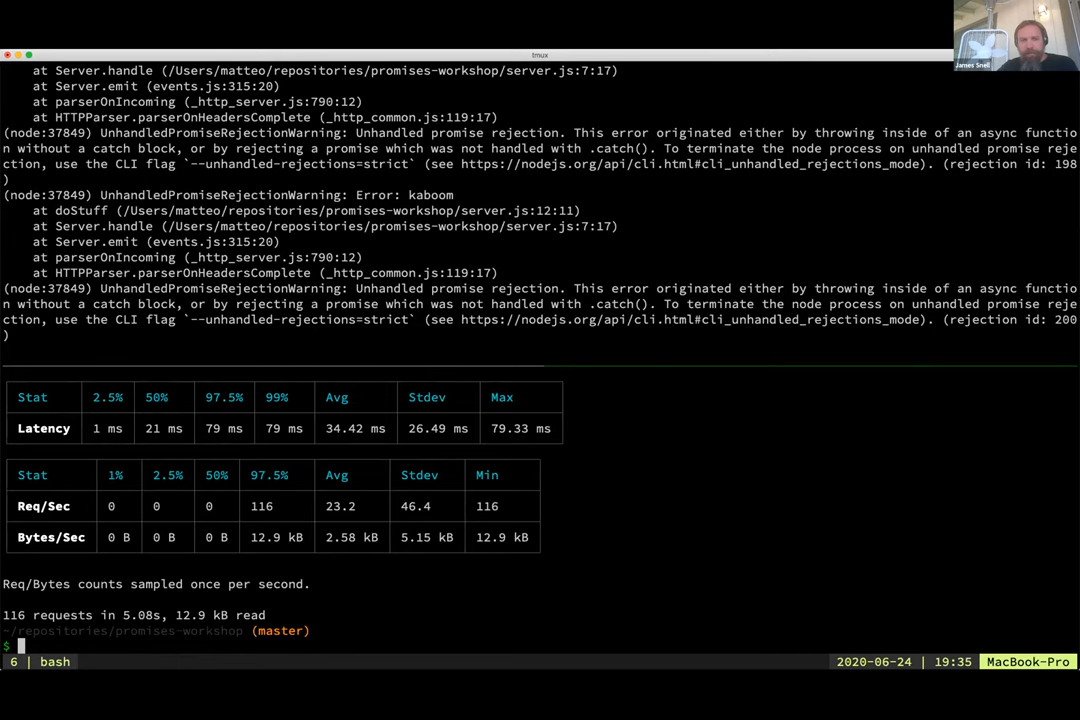 James Snell
tmux
at Server.handle (/Users/matteo/repositories/promises-workshop/server.js:7:17)
at Server.emit (events.js:315:20)
at parserOnIncoming (_http_server.js:790:12)
at HTTPParser.parserOnHeadersComplete (_http_common.js:119:17)
(node:37849) UnhandledPromiseRejectionWarning: Unhandled promise rejection. This error originated either by throwing inside of an async functio
n without a catch block, or by rejecting a promise which was not handled with .catch(). To terminate the node process on unhandled promise reje
ction, use the CLI flag `--unhandled-rejections=strict` (see https://nodejs.org/api/cli.html#cli_unhandled_rejections_mode). (rejection id: 198
)
(node:37849) UnhandledPromiseRejectionWarning: Error: kaboom
at doStuff (/Users/matteo/repositories/promises-workshop/server.js:12:11)
at Server.handle (/Users/matteo/repositories/promises-workshop/server.js:7:17)
at Server.emit (events.js:315:20)
at parserOnIncoming (_http_server.js:790:12)
at HTTPParser.parserOnHeadersComplete (_http_common.js:119:17)
(node:37849) UnhandledPromiseRejectionWarning: Unhandled promise rejection. This error originated either by throwing inside of an async functio
n without a catch block, or by rejecting a promise which was not handled with .catch(). To terminate the node process on unhandled promise reje
ction, use the CLI flag `--unhandled-rejections=strict` (see https://nodejs.org/api/cli.html#cli_unhandled_rejections_mode). (rejection id: 200
)
Stat 2.5% 50% 97.5% 99% Avg Stdev Max
Latency 1 ms 21 ms 79 ms 79 ms 34.42 ms 26.49 ms 79.33 ms
Stat 1% 2.5% 50% 97.5% Avg Stdev Min
Req/Sec 0 0 0 116 23.2 46.4 116
Bytes/Sec 0 B 0 B 0 B 12.9 kB 2.58 kB 5.15 kB 12.9 kB
Req/Bytes counts sampled once per second.
116 requests in 5.08s, 12.9 kB read
~/repositories/promises-workshop (master)
$
6 | bash 2020-06-24 | 19:35 MacBook-Pro